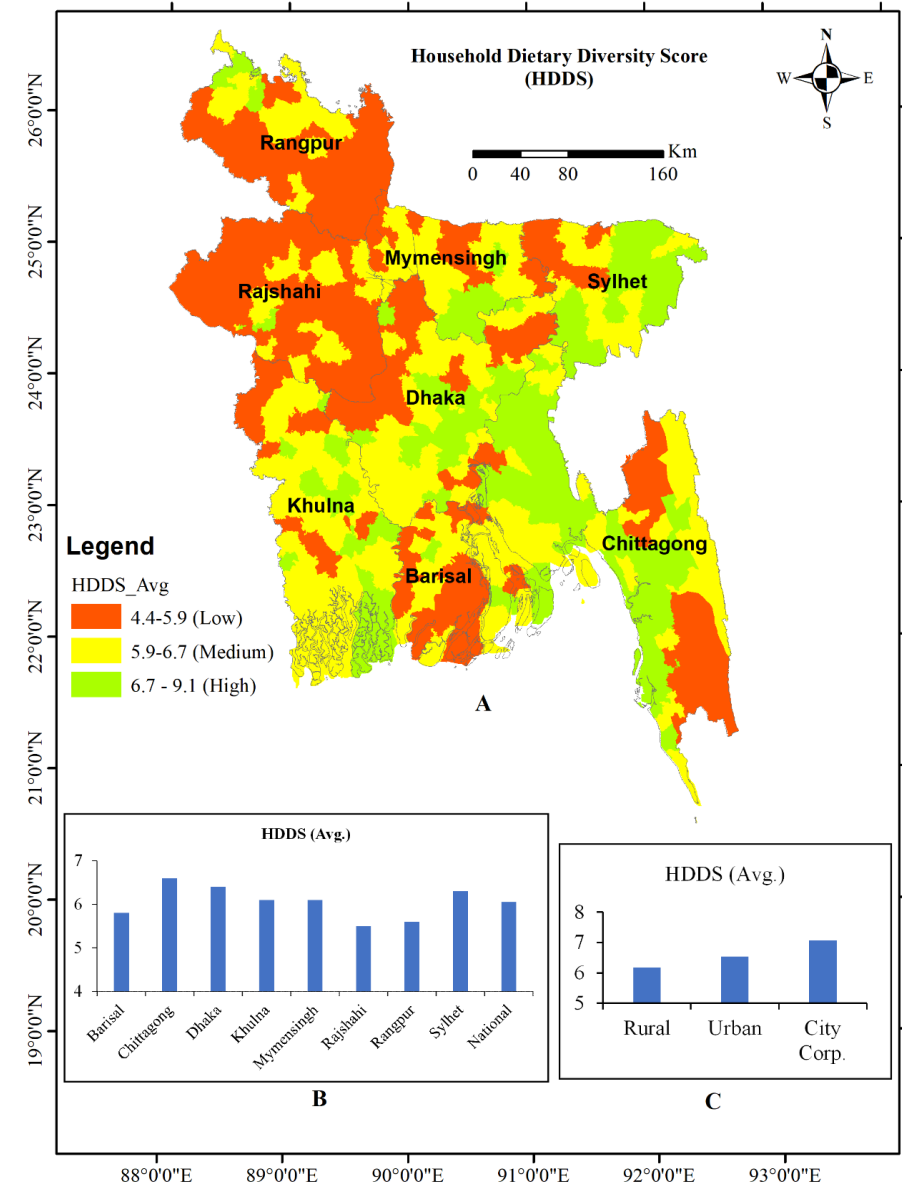 Household Dietary Diversity Score
(HDDS)
N
W
E
S
Km
0 40 80 160
26°0'0"N
25°0'0"N
24°0'0"N
23°0'0"N
22°0'0"N
21°0'0"N
20°0'0"N
19°0'0"N
Rangpur
Mymensingh
Rajshahi
Sylhet
Dhaka
Khulna
Chittagong
Barisal
Legend
HDDS_Avg
4.4-5.9 (Low)
5.9-6.7 (Medium)
6.7 - 9.1 (High)
A
HDDS (Avg.)
7
6
5
4
Barisal
Chittagong
Dhaka
Khulna
Mymensingh
Rajshahi
Rangpur
Sylhet
National
B
HDDS (Avg.)
8
7
6
5
Rural
Urban
City
Corp.
C
88°0'0"E 89°0'0"E 90°0'0"E 91°0'0"E 92°0'0"E 93°0'0"E